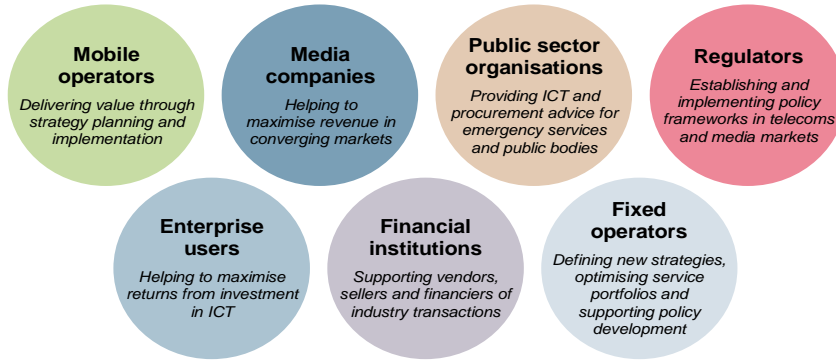 Mobile
operators
Delivering value through
strategy planning and
implementation
Media
companies
Helping to
maximise revenue in
converging markets
Public sector
organisations
Providing ICT and
procurement advice for
emergency services
and public bodies
Regulators
Establishing and
implementing policy
frameworks in telecoms
and media markets
Enterprise
users
Helping to maximise
returns from investment
in ICT
Financial
institutions
Supporting vendors,
sellers and financiers of
industry transactions
Fixed
operators
Defining new strategies,
optimising service
portfolios and
supporting policy
development